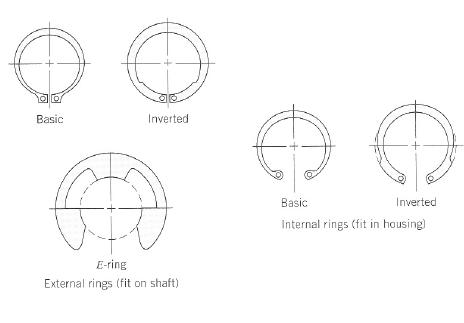 Basic
Inverted
E-ring
External rings (fit on shaft)
Basic
Inverted
Internal rings (fit in housing)